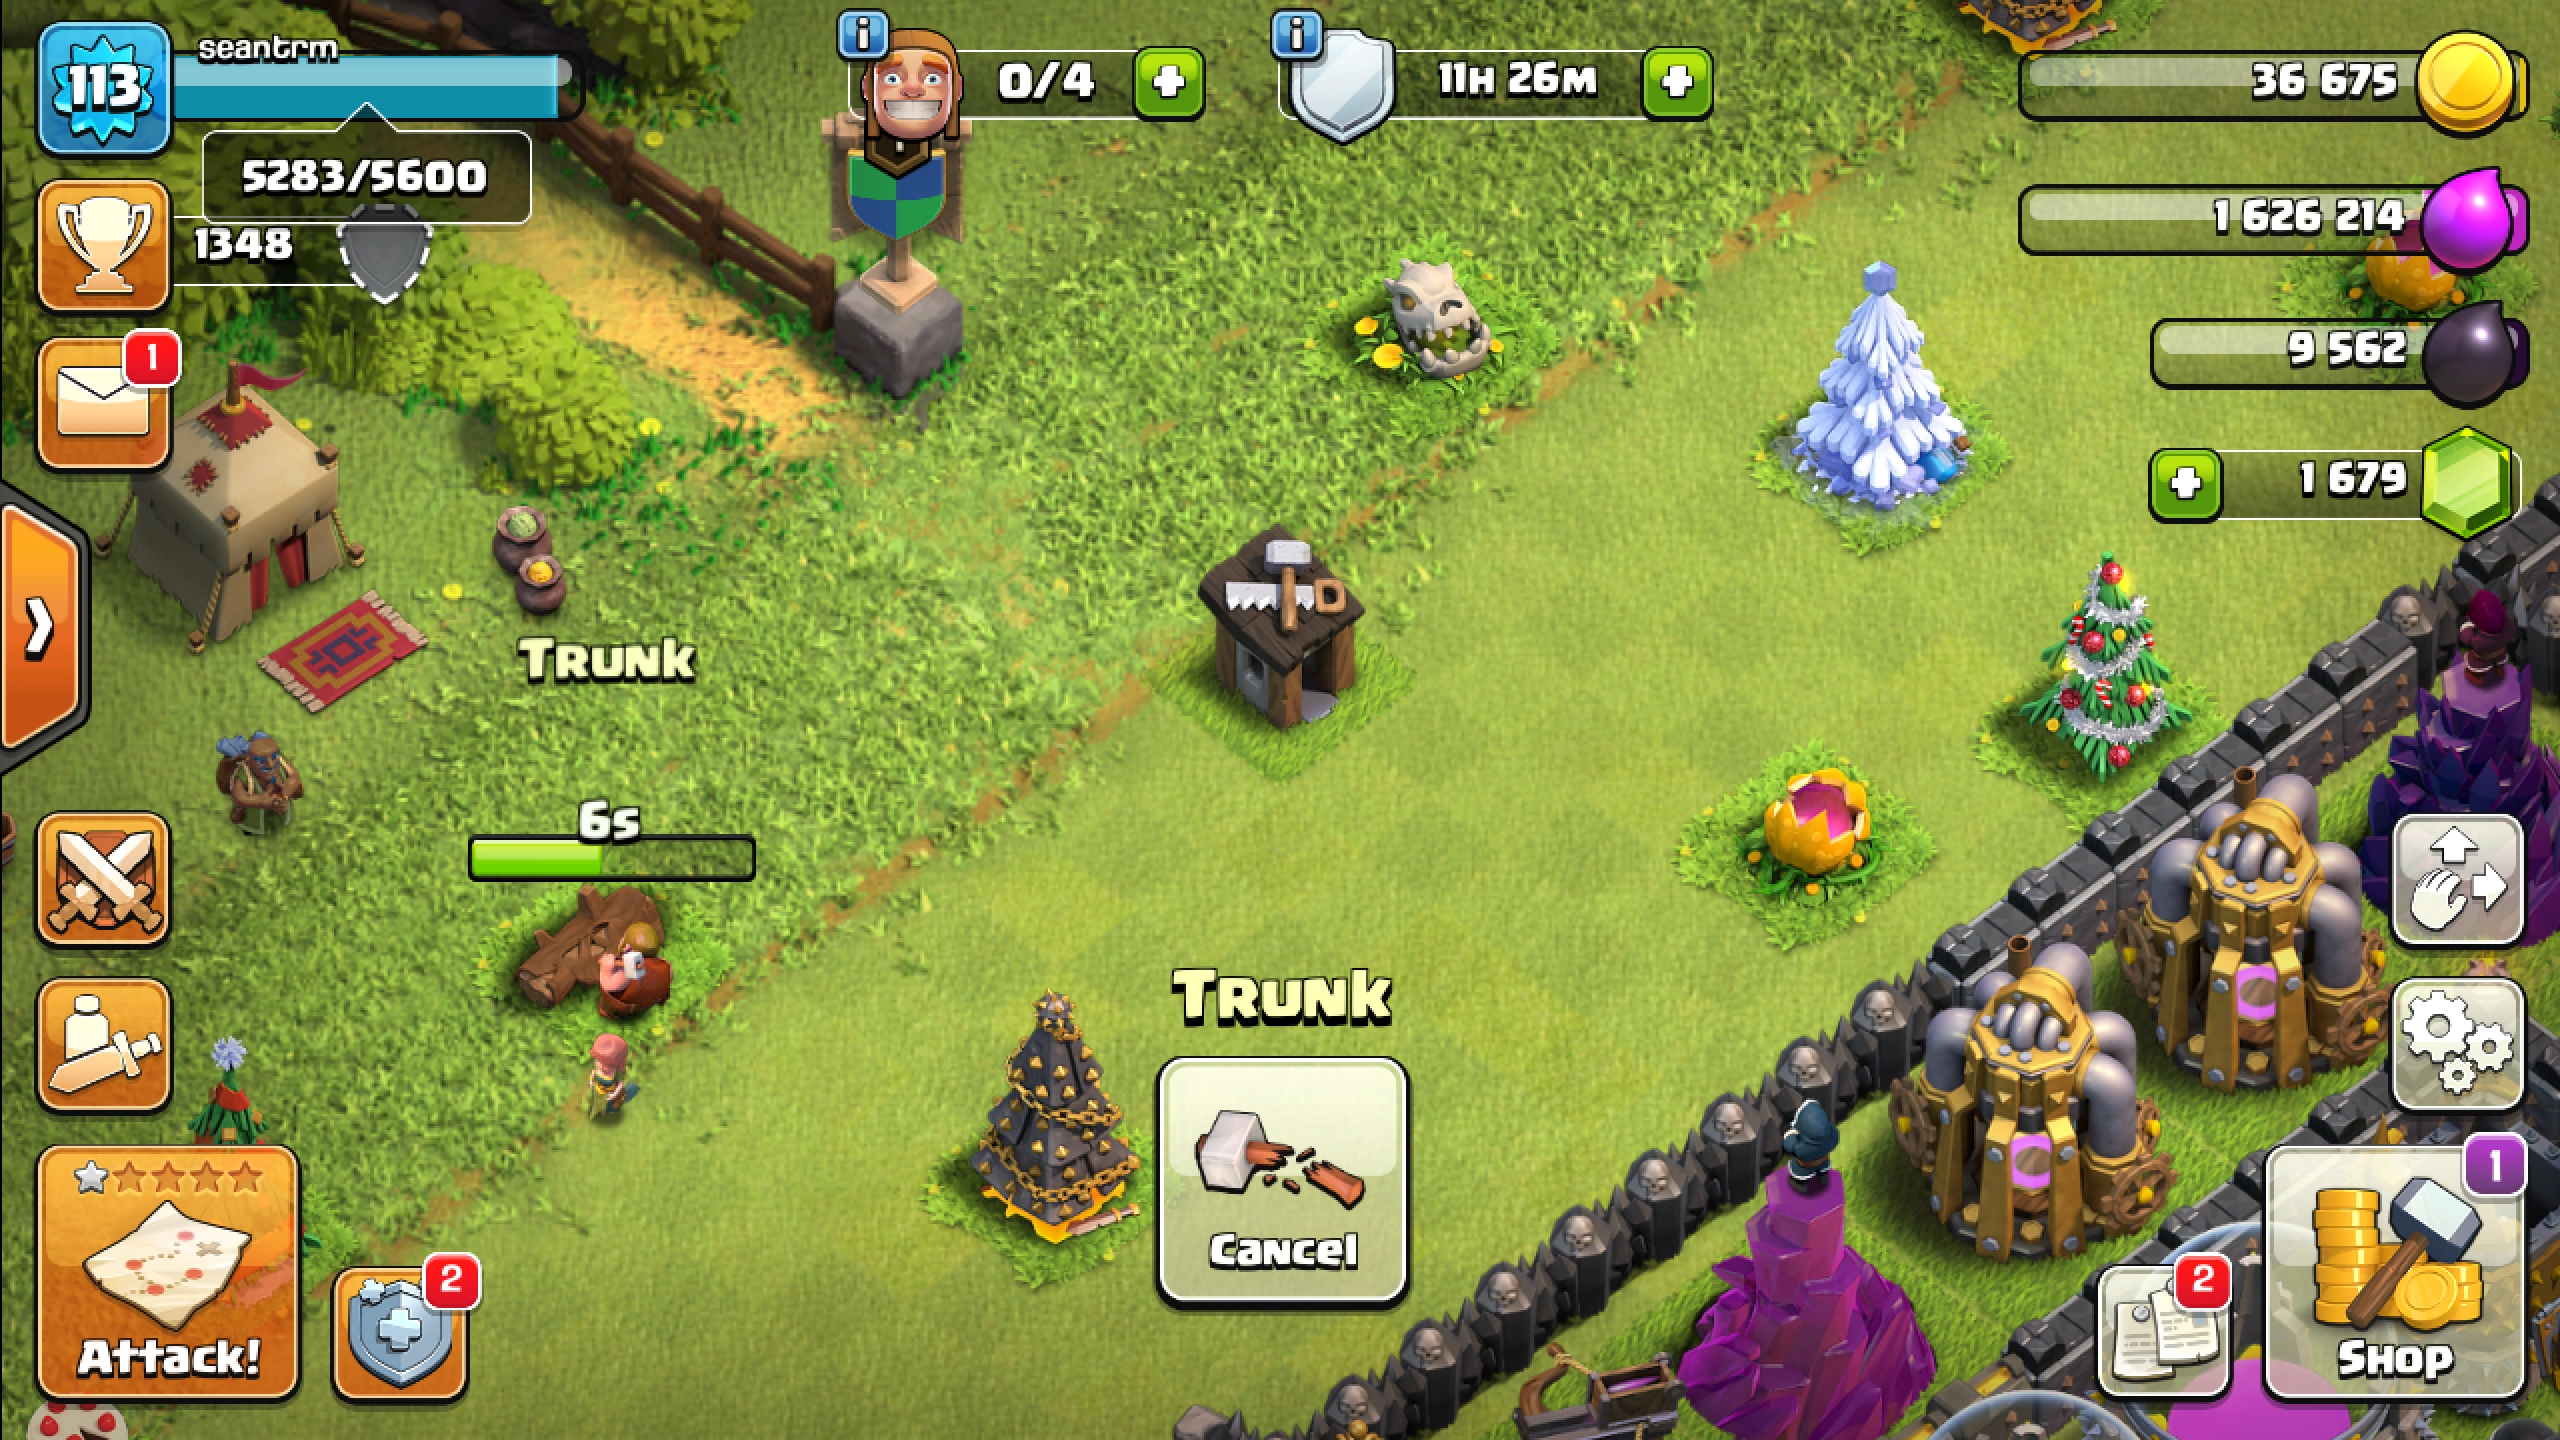 113
seantrm
5283/5600
1348
1
i
0/4
i
11H 26M
36 675
1 626 214
9 562
1 679
Trunk
6s
Trunk
Cancel
Attack!
2
2
1
Shop